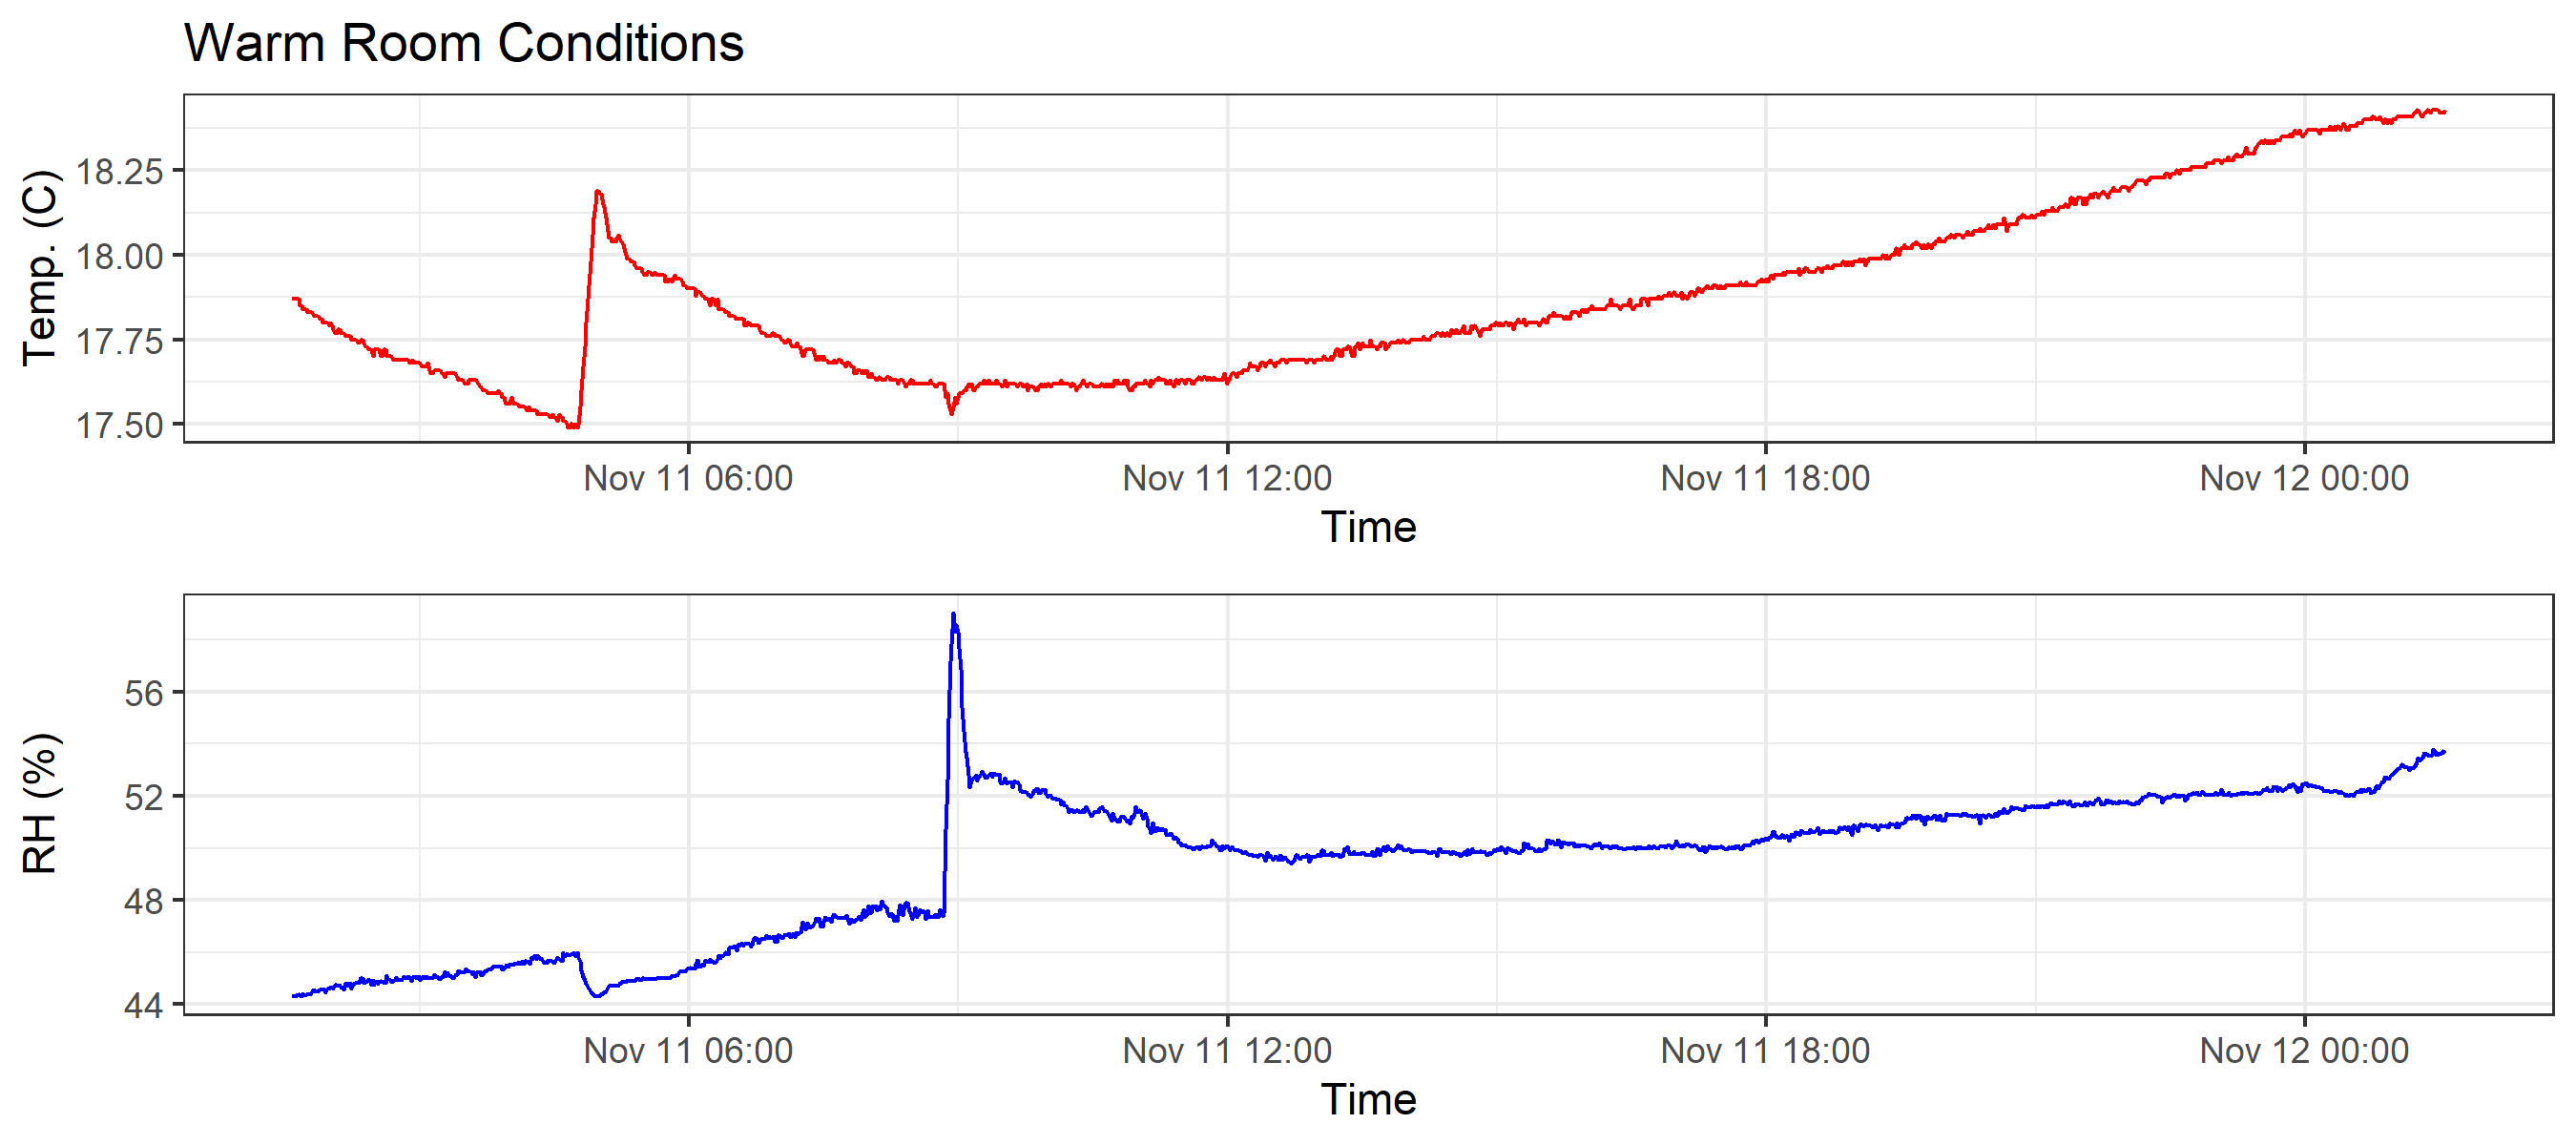 Warm Room Conditions
Temp. (C)
18.25
18.00
17.75
17.50
Nov 11 06:00 Nov 11 12:00 Nov 11 18:00 Nov 12 00:00
Time
RH (%)
56
52
48
44
Nov 11 06:00 Nov 11 12:00 Nov 11 18:00 Nov 12 00:00
Time